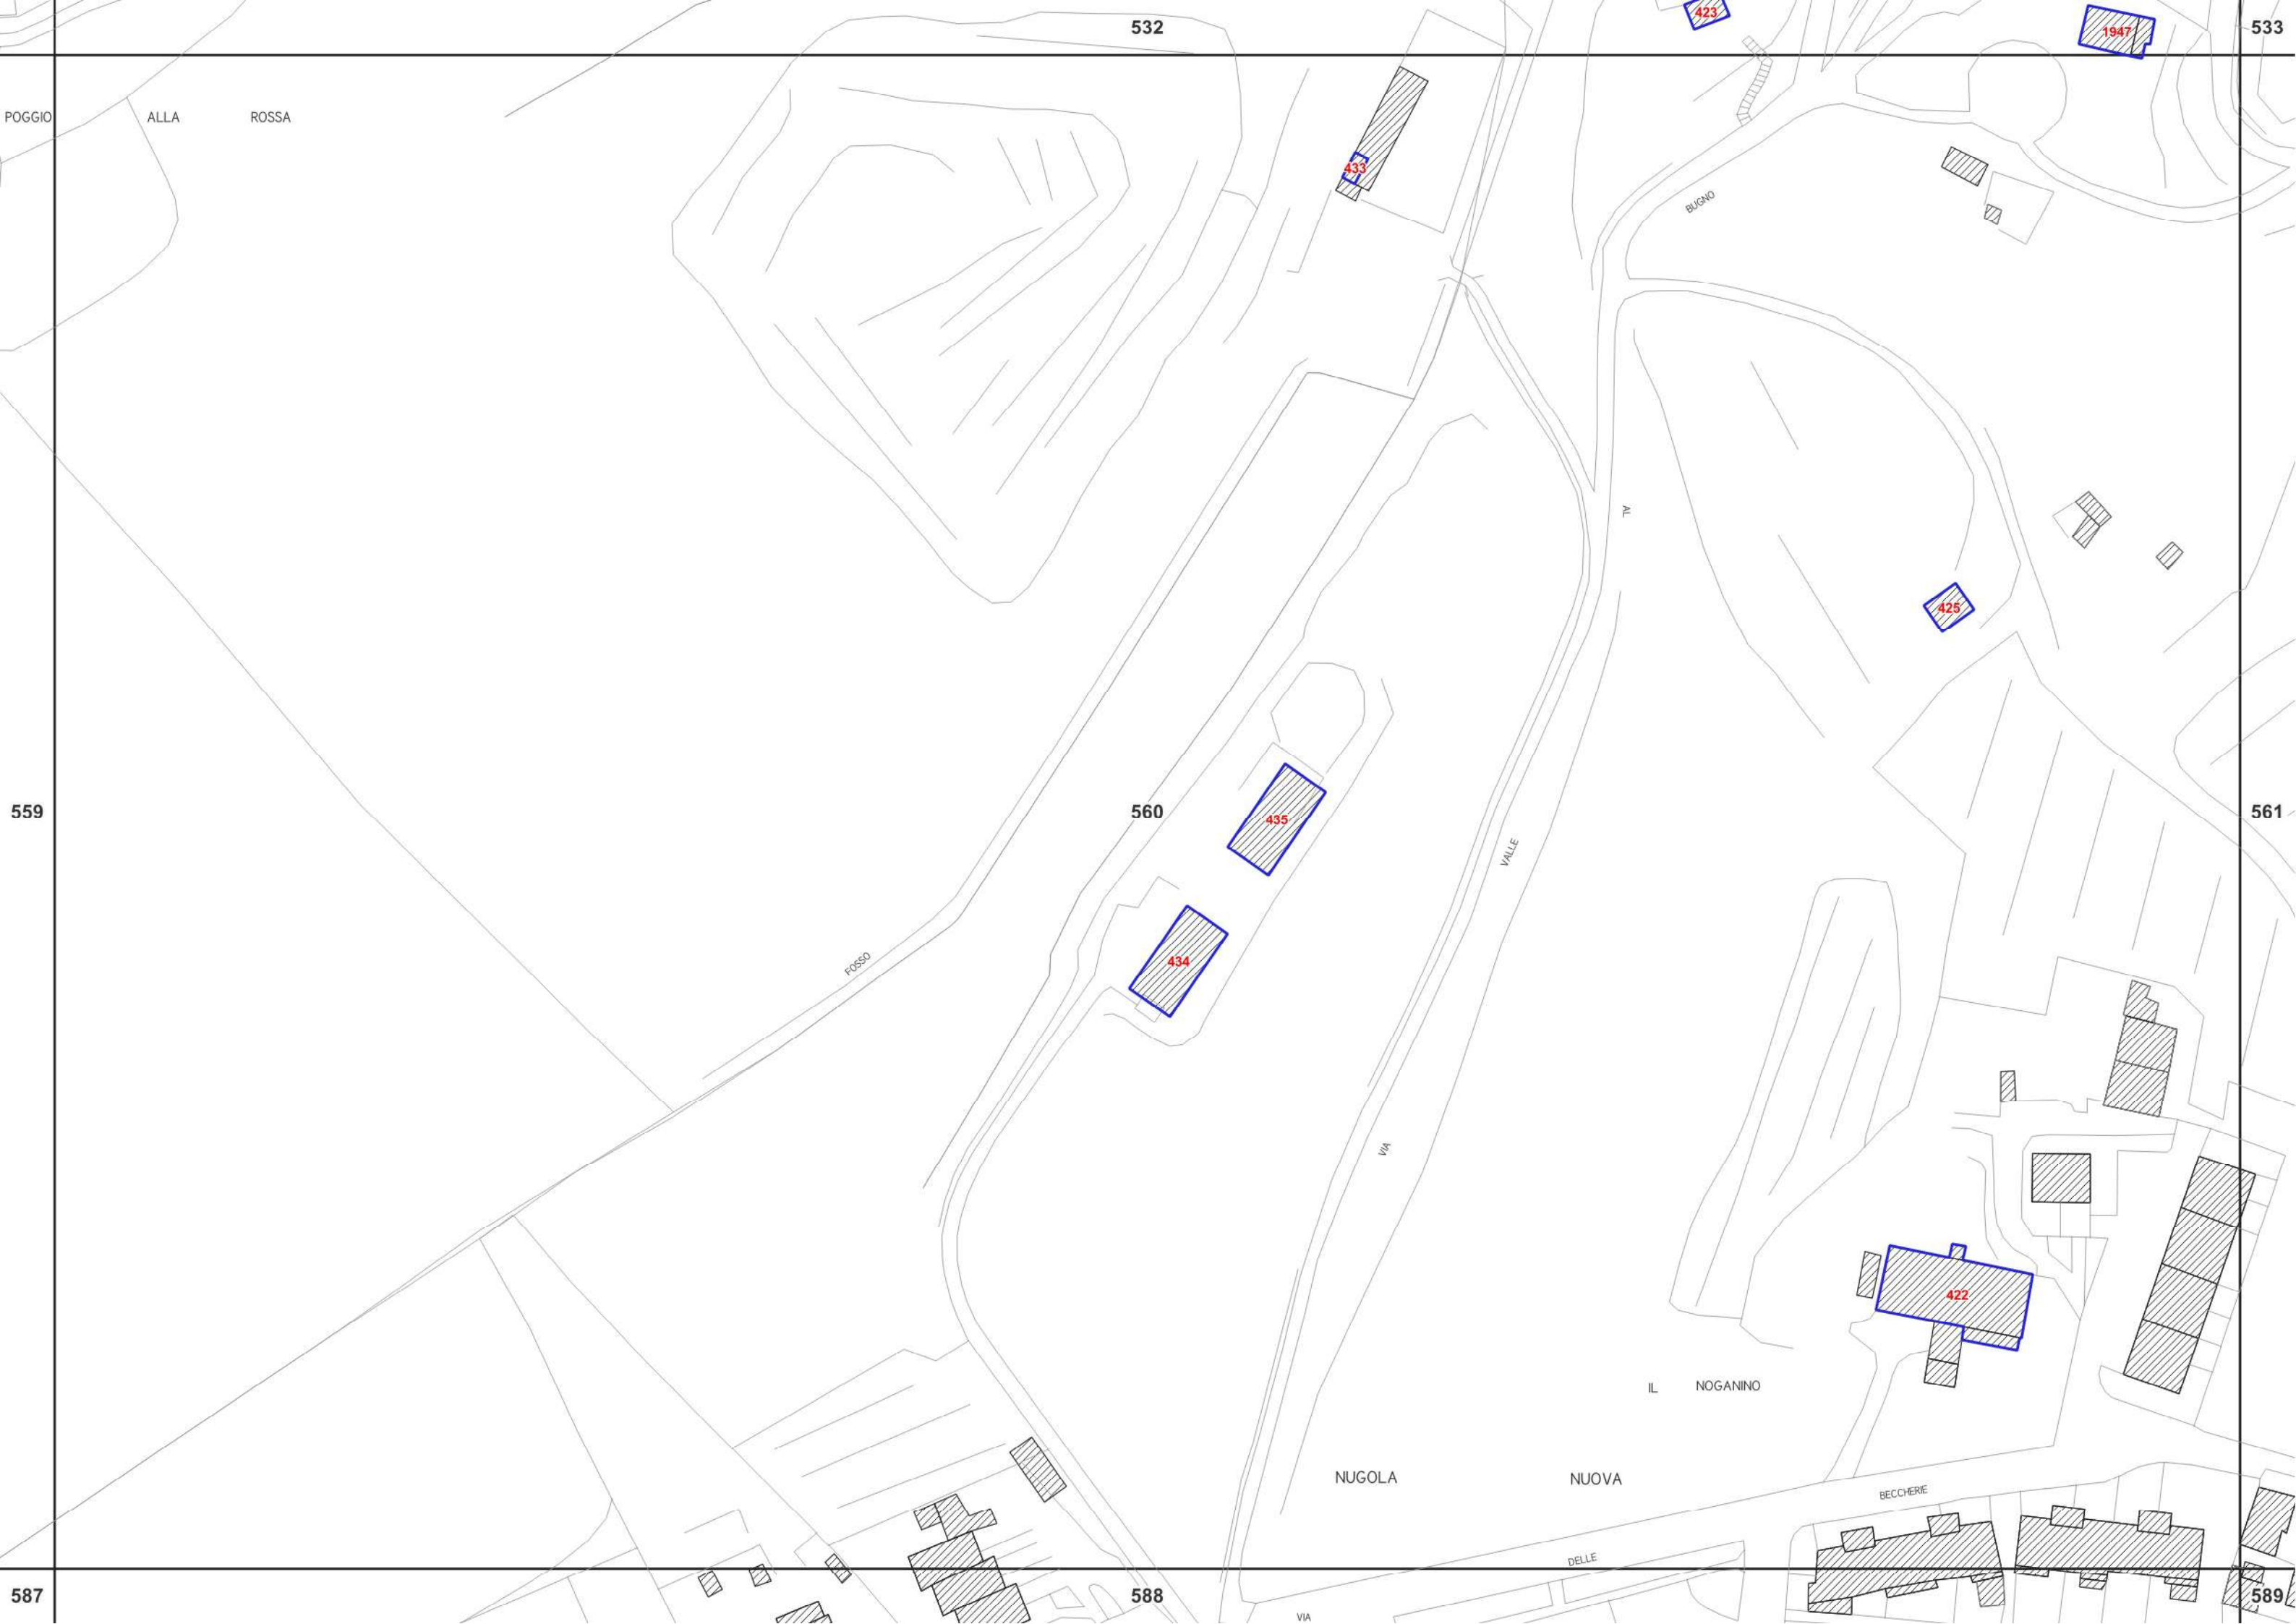 423
532
1947
533
POGGIO ALLA ROSSA
433
BUGNO
AL
425
559
560
435
561
VALLE
434
FOSSO
VIA
422
IL NOGANINO
NUGOLA NUOVA
BECCHERIE
DELLE
587
588
VIA
589